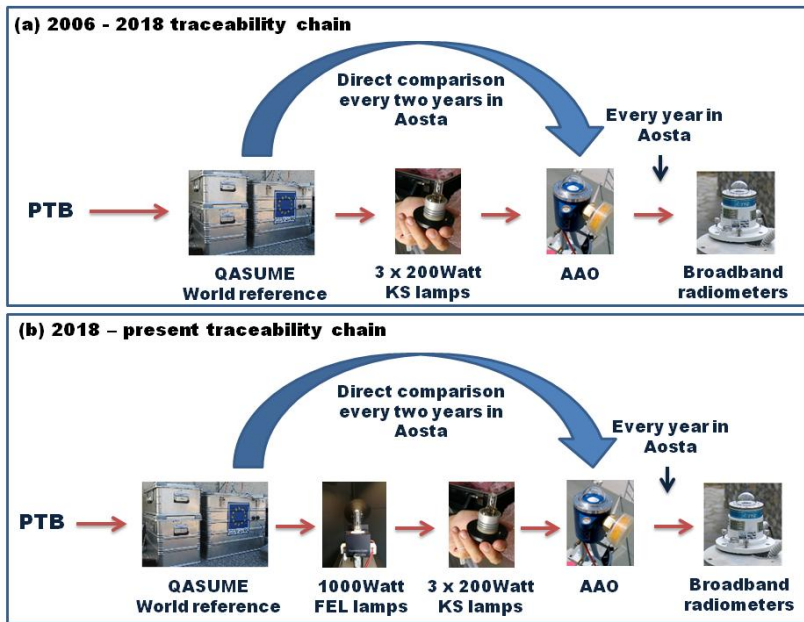 (a) 2006 - 2018 traceability chain
Direct comparison
every two years in
Aosta
Every year in
Aosta
PTB
QASUME
World reference
3 x 200Watt
KS lamps
AAO
Broadband
radiometers
(b) 2018 – present traceability chain
Direct comparison
every two years in
Aosta
Every year in
Aosta
PTB
QASUME
World reference
1000Watt
FEL lamps
3 x 200Watt
KS lamps
AAO
Broadband
radiometers